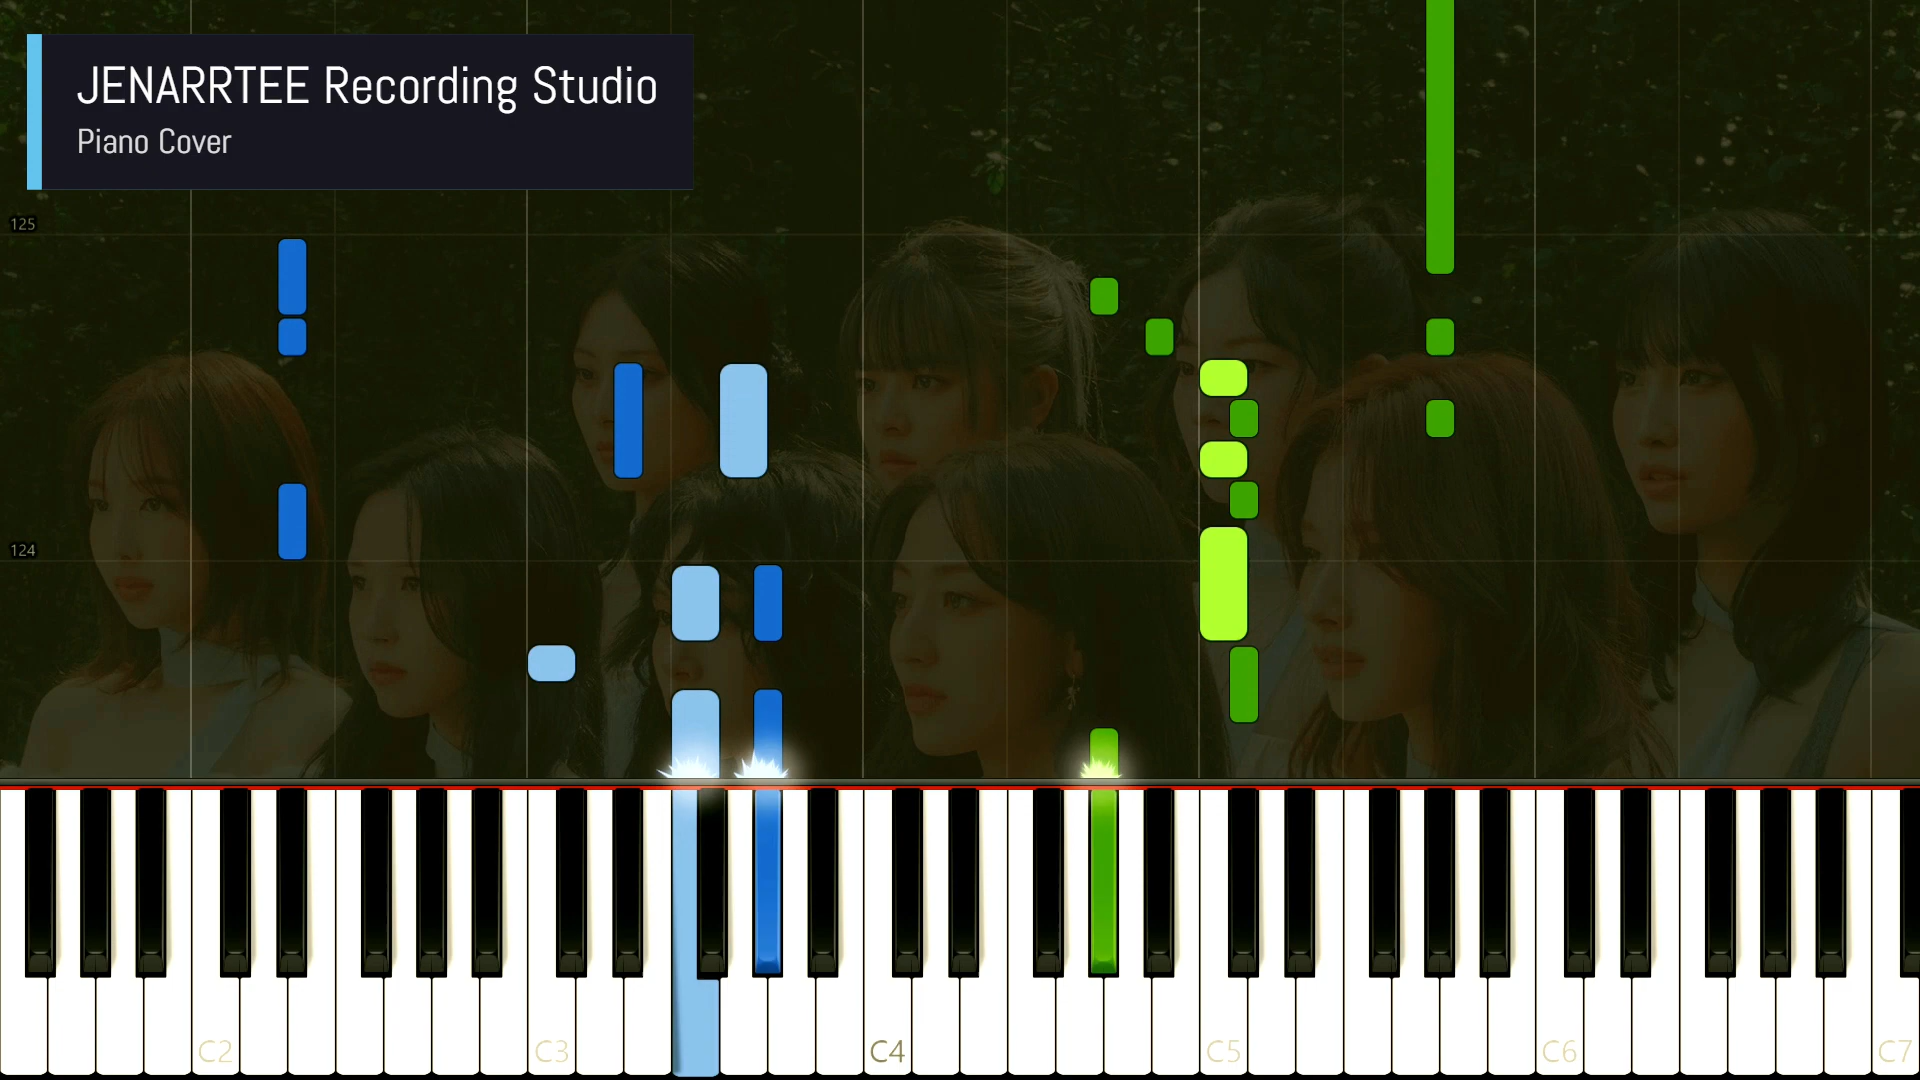 JENARRTEE Recording Studio
Piano Cover
125
124
C2 C3 C4 C5 C6 C7